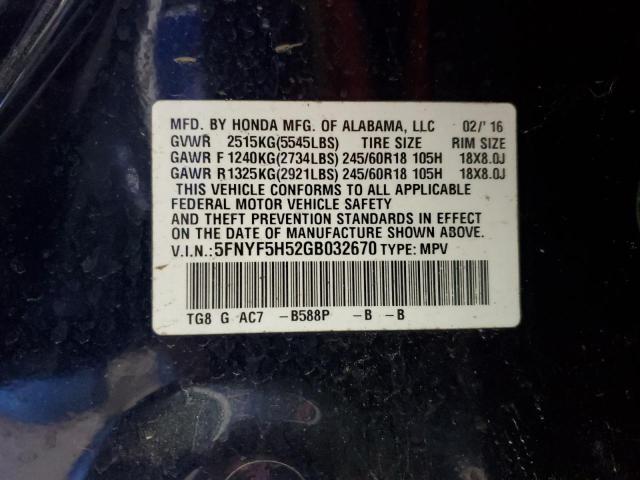 MFD. BY HONDA MFG. OF ALABAMA, LLC 02/'16
GVWR 2515KG(5545LBS) TIRE SIZE RIM SIZE
GAWR F 1240KG(2734LBS) 245/60R18 105H 18X8.0J
GAWR R 1325KG(2921LBS) 245/60R18 105H 18X8.0J
THIS VEHICLE CONFORMS TO ALL APPLICABLE
FEDERAL MOTOR VEHICLE SAFETY
AND THEFT PREVENTION STANDARDS IN EFFECT
ON THE DATE OF MANUFACTURE SHOWN ABOVE.
V.I.N.:5FNYF5H52GB032670 TYPE: MPV
TG8 G AC7 -B588P -B -B